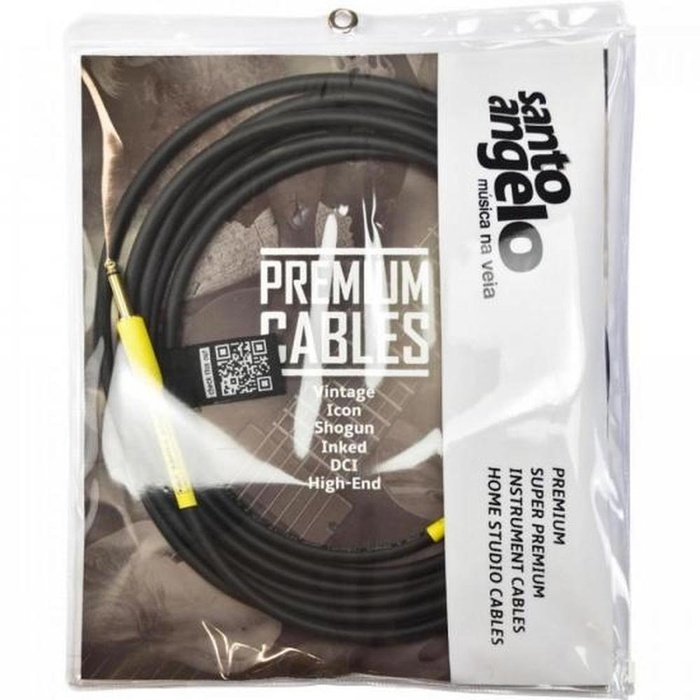 santo
angelo
música na veia
PREMIUM
CABLES
Vintage
Icon
Shogun
Inked
DCI
High-End
PREMIUM
SUPER PREMIUM
INSTRUMENT CABLES
HOME STUDIO CABLES